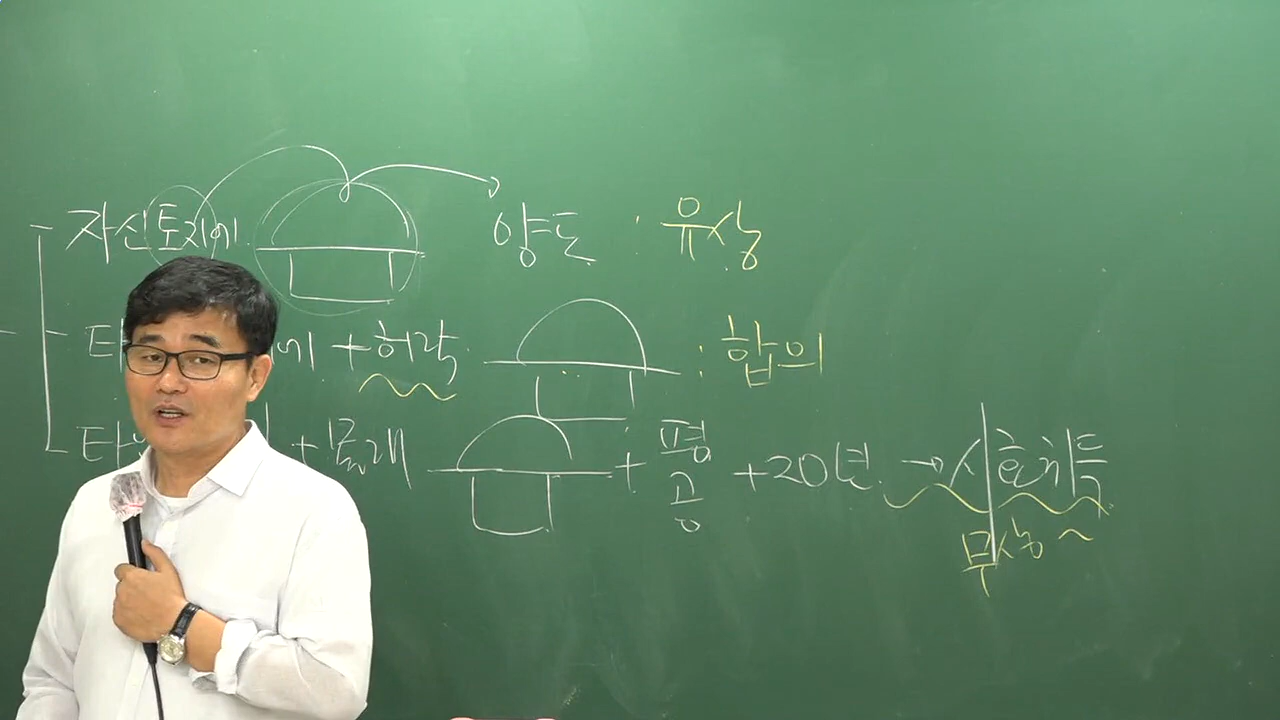 자신토지에 양도 : 유상
타 에 + 허락 : 합의
타 + 몰래 + 평 공 + 20년 → 시효취득
무상 ~